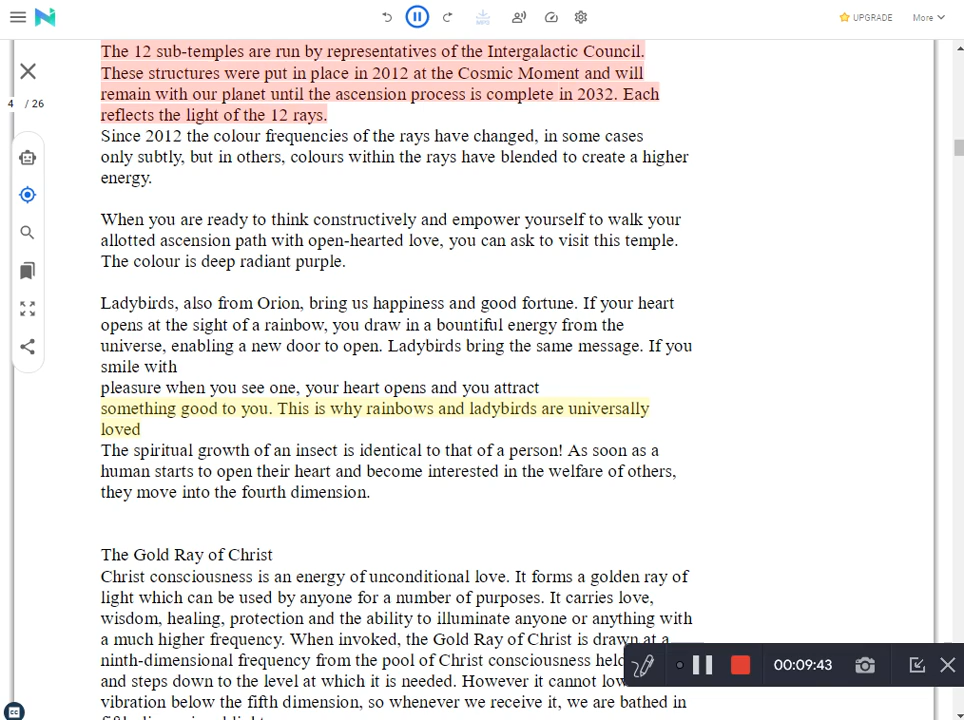 UPGRADE
More
4 / 26
The 12 sub-temples are run by representatives of the Intergalactic Council.
These structures were put in place in 2012 at the Cosmic Moment and will
remain with our planet until the ascension process is complete in 2032. Each
reflects the light of the 12 rays.
Since 2012 the colour frequencies of the rays have changed, in some cases
only subtly, but in others, colours within the rays have blended to create a higher
energy.
When you are ready to think constructively and empower yourself to walk your
allotted ascension path with open-hearted love, you can ask to visit this temple.
The colour is deep radiant purple.
Ladybirds, also from Orion, bring us happiness and good fortune. If your heart
opens at the sight of a rainbow, you draw in a bountiful energy from the
universe, enabling a new door to open. Ladybirds bring the same message. If you
smile with
pleasure when you see one, your heart opens and you attract
something good to you. This is why rainbows and ladybirds are universally
loved
The spiritual growth of an insect is identical to that of a person! As soon as a
human starts to open their heart and become interested in the welfare of others,
they move into the fourth dimension.
The Gold Ray of Christ
Christ consciousness is an energy of unconditional love. It forms a golden ray of
light which can be used by anyone for a number of purposes. It carries love,
wisdom, healing, protection and the ability to illuminate anyone or anything with
a much higher frequency. When invoked, the Gold Ray of Christ is drawn at a
ninth-dimensional frequency from the pool of Christ consciousness held
and steps down to the level at which it is needed. However it cannot
vibration below the fifth dimension, so whenever we receive it, we are bathed in
00:09:43